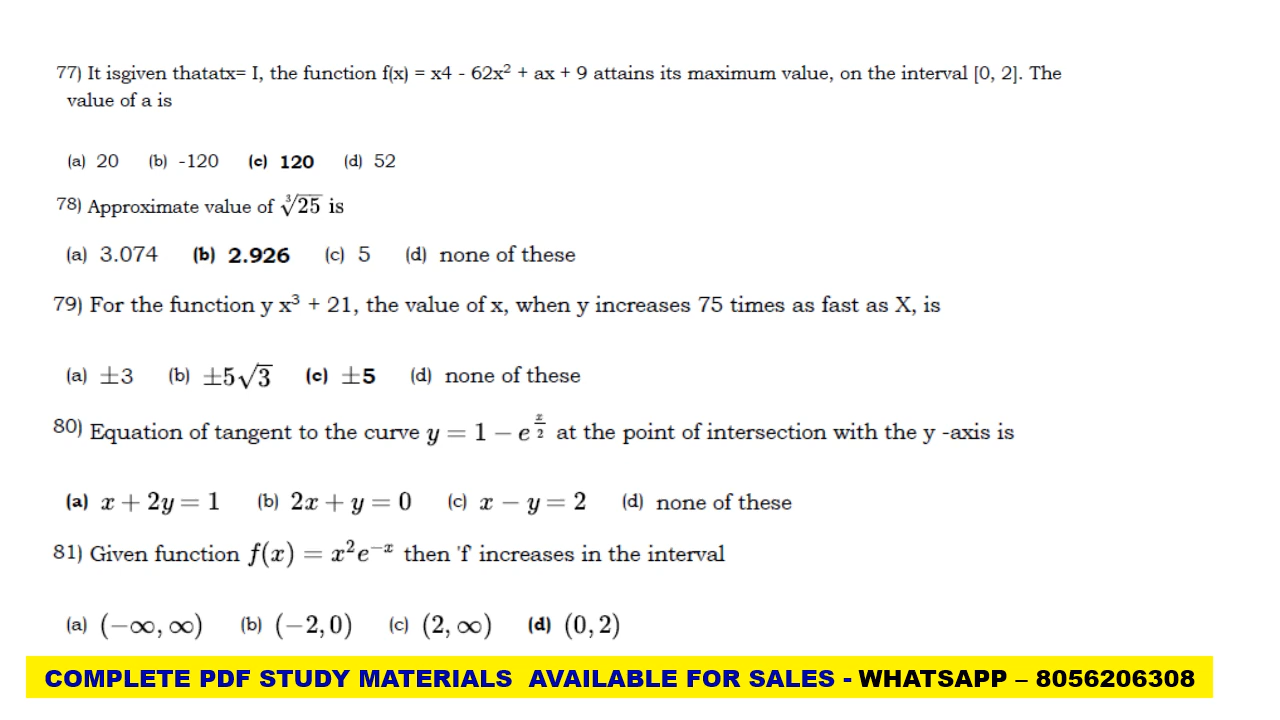 77) It isgiven thatatx= I, the function f(x) = x4 - 62x² + ax + 9 attains its maximum value, on the interval [0, 2]. The
value of a is
(a) 20 (b) -120 (c) 120 (d) 52
78) Approximate value of ∛25 is
(a) 3.074 (b) 2.926 (c) 5 (d) none of these
79) For the function y x³ + 21, the value of x, when y increases 75 times as fast as X, is
(a) ±3 (b) ±5√3 (c) ±5 (d) none of these
80) Equation of tangent to the curve y = 1 − e^(x/2) at the point of intersection with the y -axis is
(a) x + 2y = 1 (b) 2x + y = 0 (c) x − y = 2 (d) none of these
81) Given function f(x) = x²e⁻ˣ then 'f' increases in the interval
(a) (−∞, ∞) (b) (−2, 0) (c) (2, ∞) (d) (0, 2)
COMPLETE PDF STUDY MATERIALS AVAILABLE FOR SALES - WHATSAPP – 8056206308